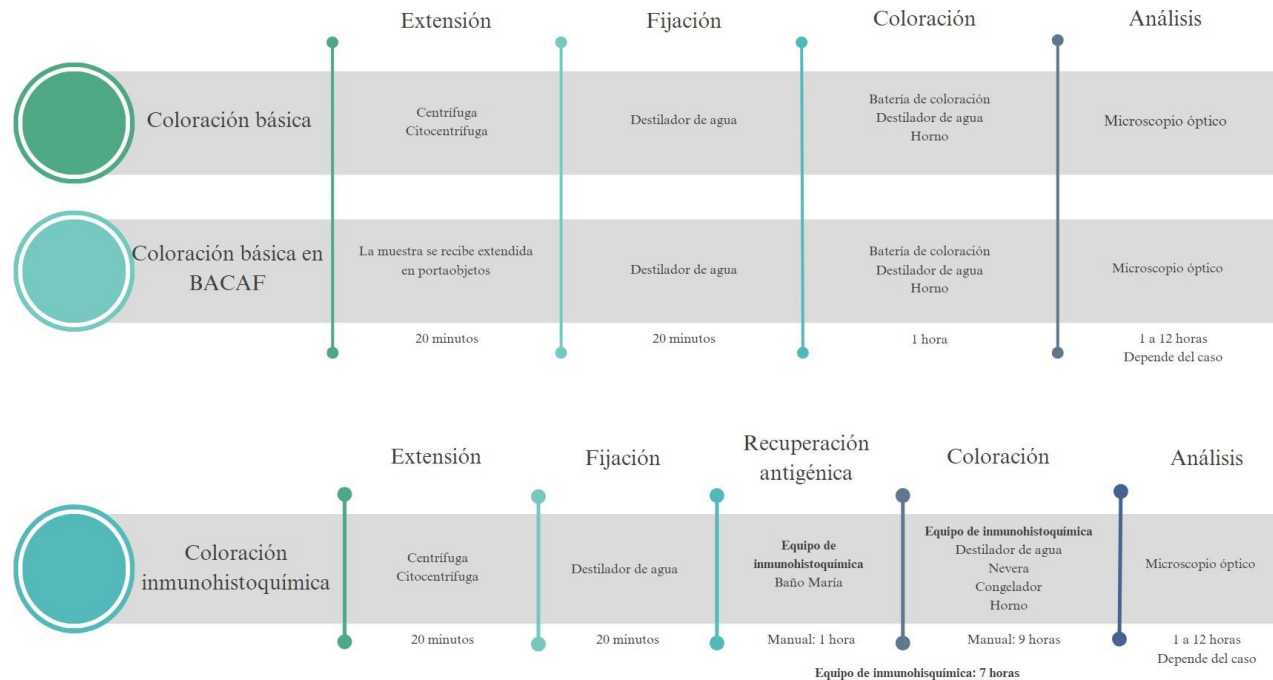 Extensión
Fijación
Coloración
Análisis
Coloración básica
Centrífuga
Citocentrífuga
Destilador de agua
Batería de coloración
Destilador de agua
Horno
Microscopio óptico
Coloración básica en
BACAF
La muestra se recibe extendida
en portaobjetos
Destilador de agua
Batería de coloración
Destilador de agua
Horno
Microscopio óptico
20 minutos
20 minutos
1 hora
1 a 12 horas
Depende del caso
Extensión
Fijación
Recuperación
antigénica
Coloración
Análisis
Coloración
inmunohistoquímica
Centrífuga
Citocentrífuga
Destilador de agua
Equipo de
inmunohistoquímica
Baño María
Equipo de inmunohistoquímica
Destilador de agua
Nevera
Congelador
Horno
Microscopio óptico
20 minutos
20 minutos
Manual: 1 hora
Manual: 9 horas
1 a 12 horas
Depende del caso
Equipo de inmunohisquímica: 7 horas